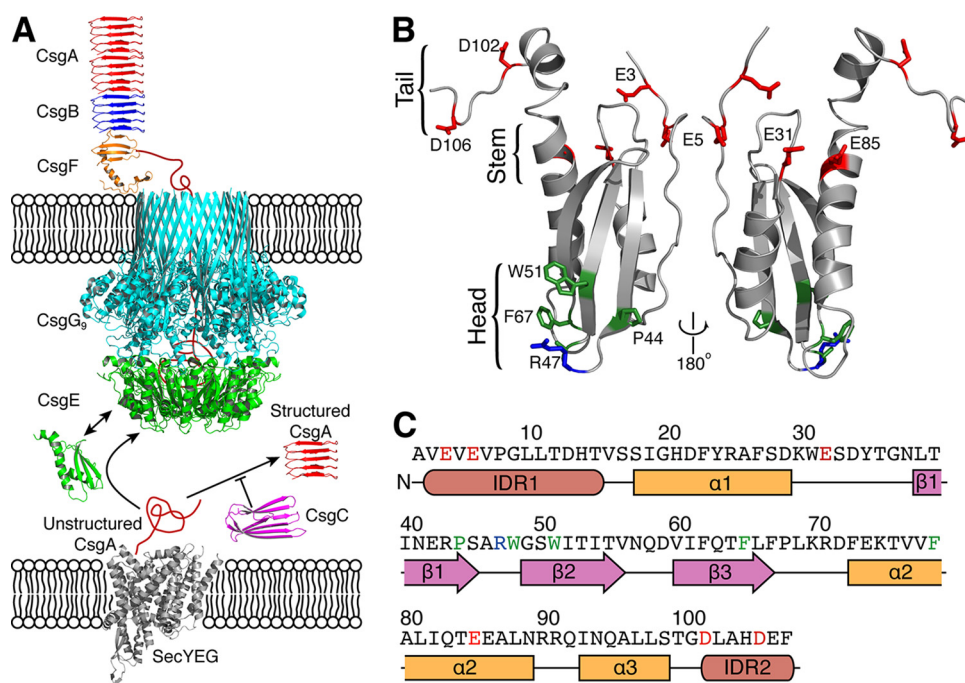 A
CsgA
CsgB
CsgF
CsgG₉
CsgE
Structured
CsgA
CsgC
Unstructured
CsgA
SecYEG
B
Tail
D102
D106
E3
E5
E31
E85
Stem
Head
W51
F67
R47
P44
180°
C
10 20 30
AVEVEVPGLLTDHTVSSIGHDFYRAFSDKWESDYTGNLT
N IDR1 α1 β1
40 50 60 70
INERPSARWGSWITITVNQDVIFQTFLFPLKRDFEKTVVF
β1 β2 β3 α2
80 90 100
ALIQTEEALNRRQINQALLSTGDLAHDEF
α2 α3 IDR2